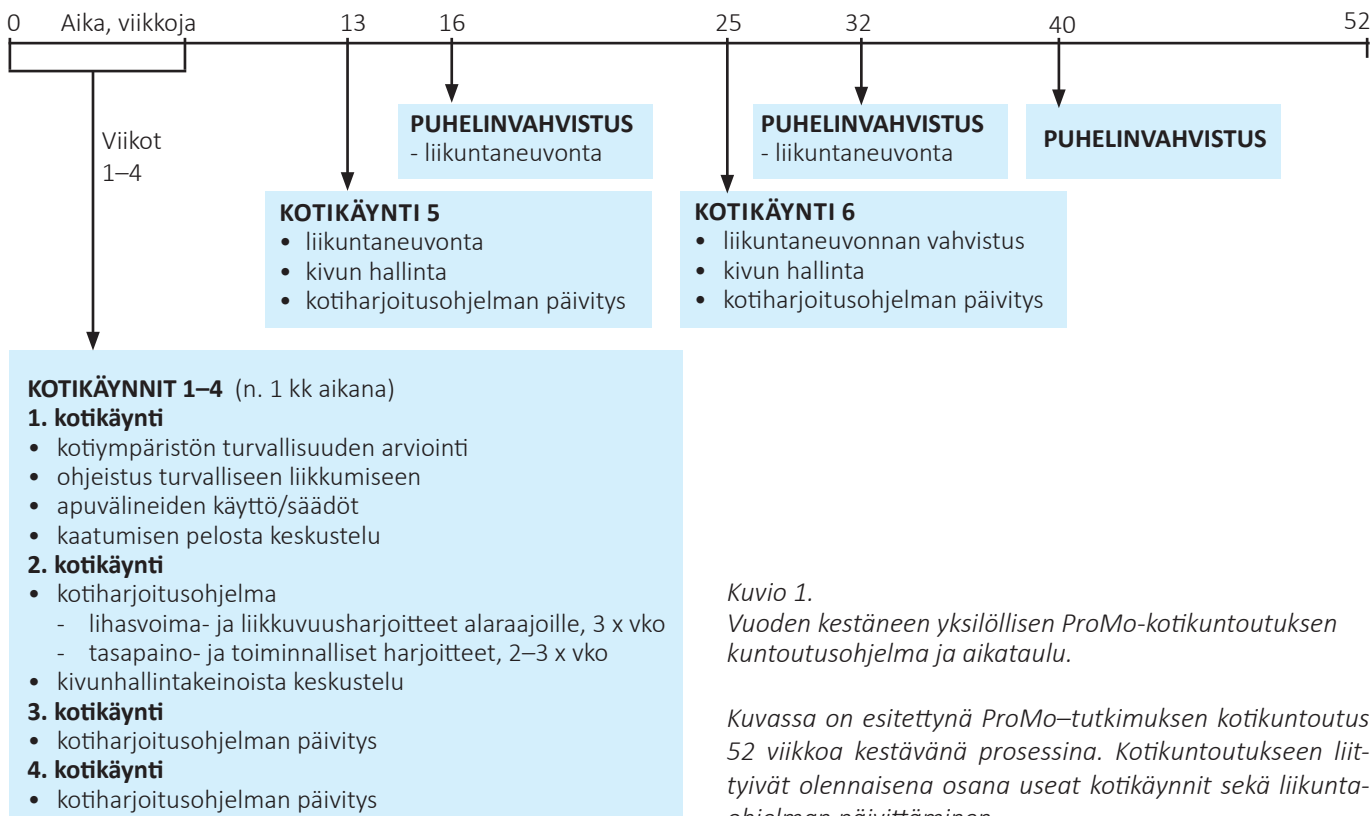 0 Aika, viikkoja 13 16 25 32 40 52
Viikot
1–4
PUHELINVAHVISTUS
- liikuntaneuvonta
PUHELINVAHVISTUS
- liikuntaneuvonta
PUHELINVAHVISTUS
KOTIKÄYNTI 5
• liikuntaneuvonta
• kivun hallinta
• kotiharjoitusohjelman päivitys
KOTIKÄYNTI 6
• liikuntaneuvonnan vahvistus
• kivun hallinta
• kotiharjoitusohjelman päivitys
KOTIKÄYNNIT 1–4 (n. 1 kk aikana)
1. kotikäynti
• kotiympäristön turvallisuuden arviointi
• ohjeistus turvalliseen liikkumiseen
• apuvälineiden käyttö/säädöt
• kaatumisen pelosta keskustelu
2. kotikäynti
• kotiharjoitusohjelma
- lihasvoima- ja liikkuvuusharjoitteet alaraajoille, 3 x vko
- tasapaino- ja toiminnalliset harjoitteet, 2–3 x vko
• kivunhallintakeinoista keskustelu
3. kotikäynti
• kotiharjoitusohjelman päivitys
4. kotikäynti
• kotiharjoitusohjelman päivitys
Kuvio 1.
Vuoden kestäneen yksilöllisen ProMo-kotikuntoutuksen
kuntoutusohjelma ja aikataulu.
Kuvassa on esitettynä ProMo–tutkimuksen kotikuntoutus
52 viikkoa kestävänä prosessina. Kotikuntoutukseen liit-
tyivät olennaisena osana useat kotikäynnit sekä liikunta-
ohjelman päivittäminen.